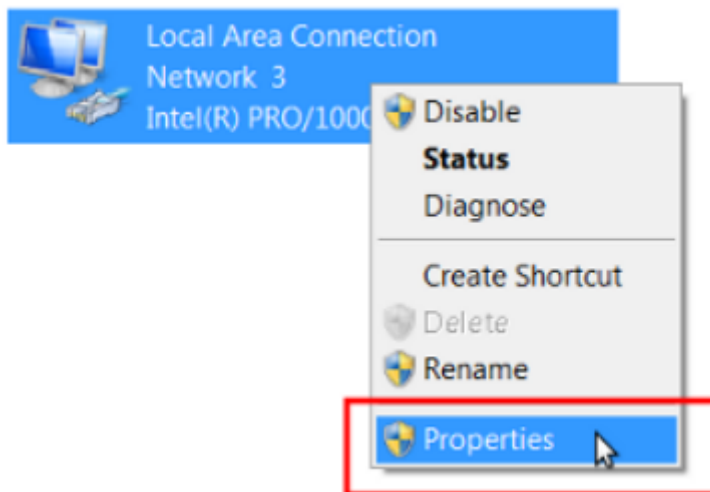 Local Area Connection
Network 3
Intel(R) PRO/1000
Disable
Status
Diagnose
Create Shortcut
Delete
Rename
Properties